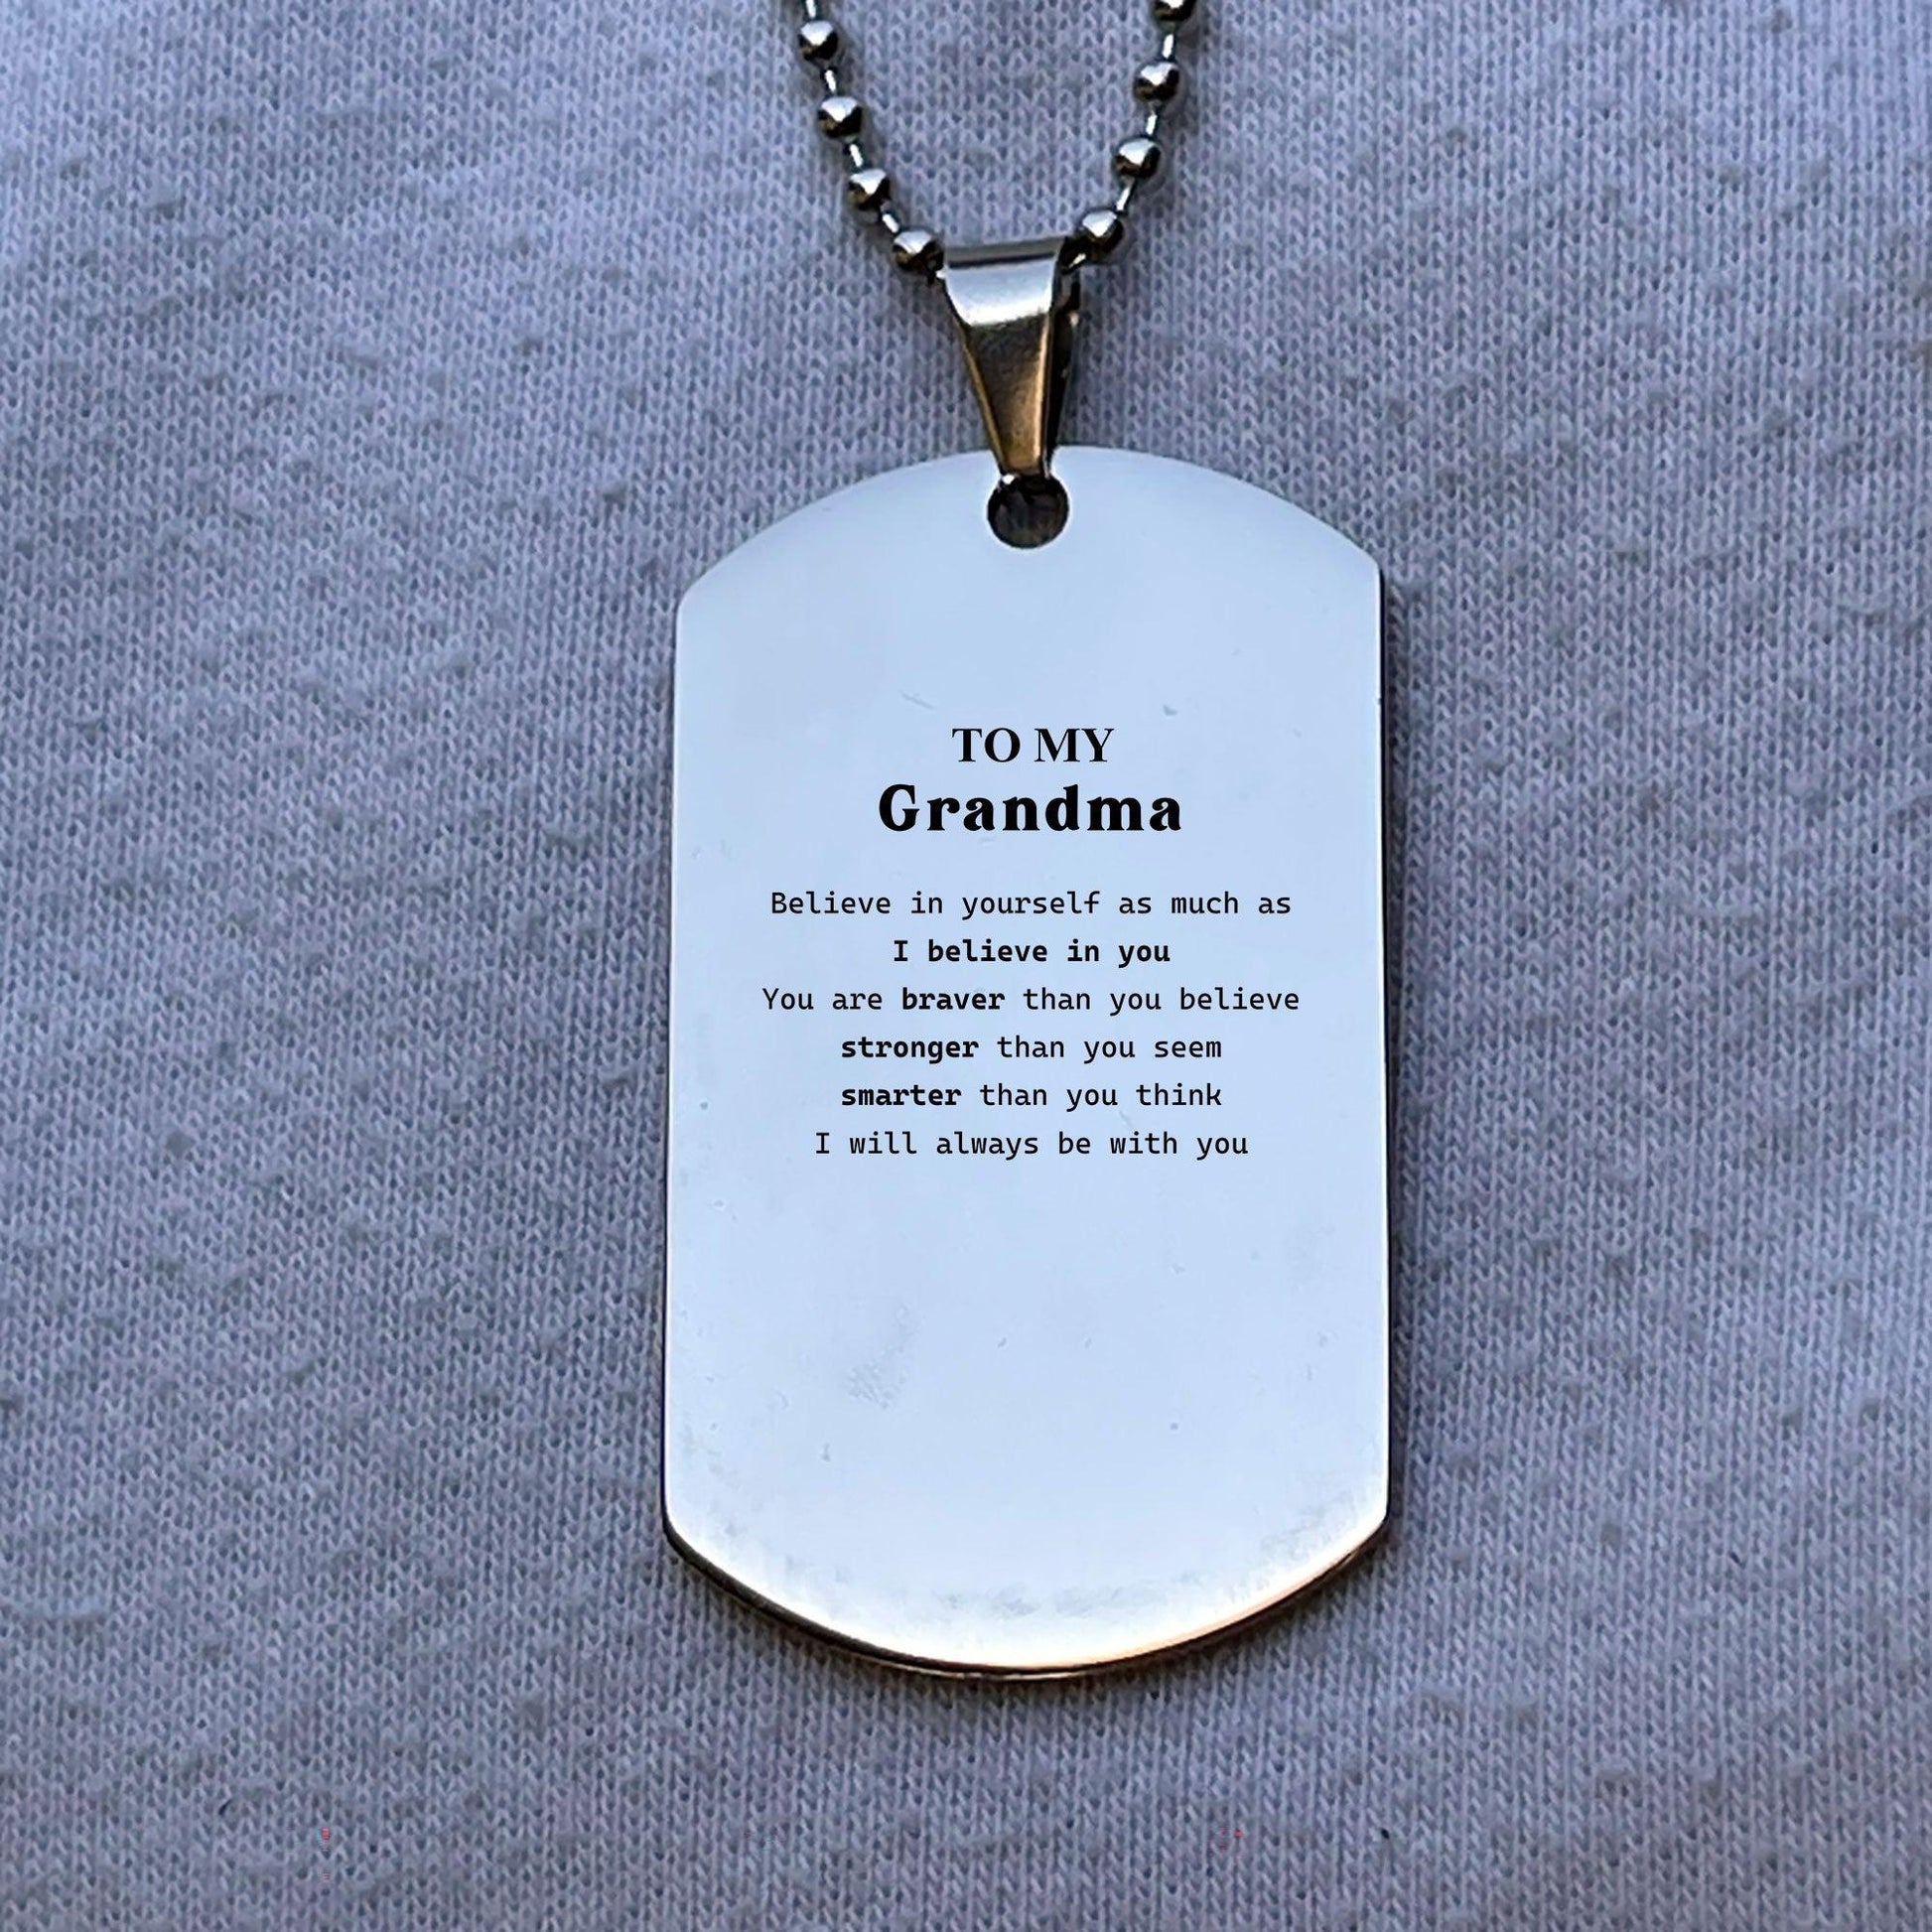 TO MY
Grandma
Believe in yourself as much as
I believe in you
You are braver than you believe
stronger than you seem
smarter than you think
I will always be with you